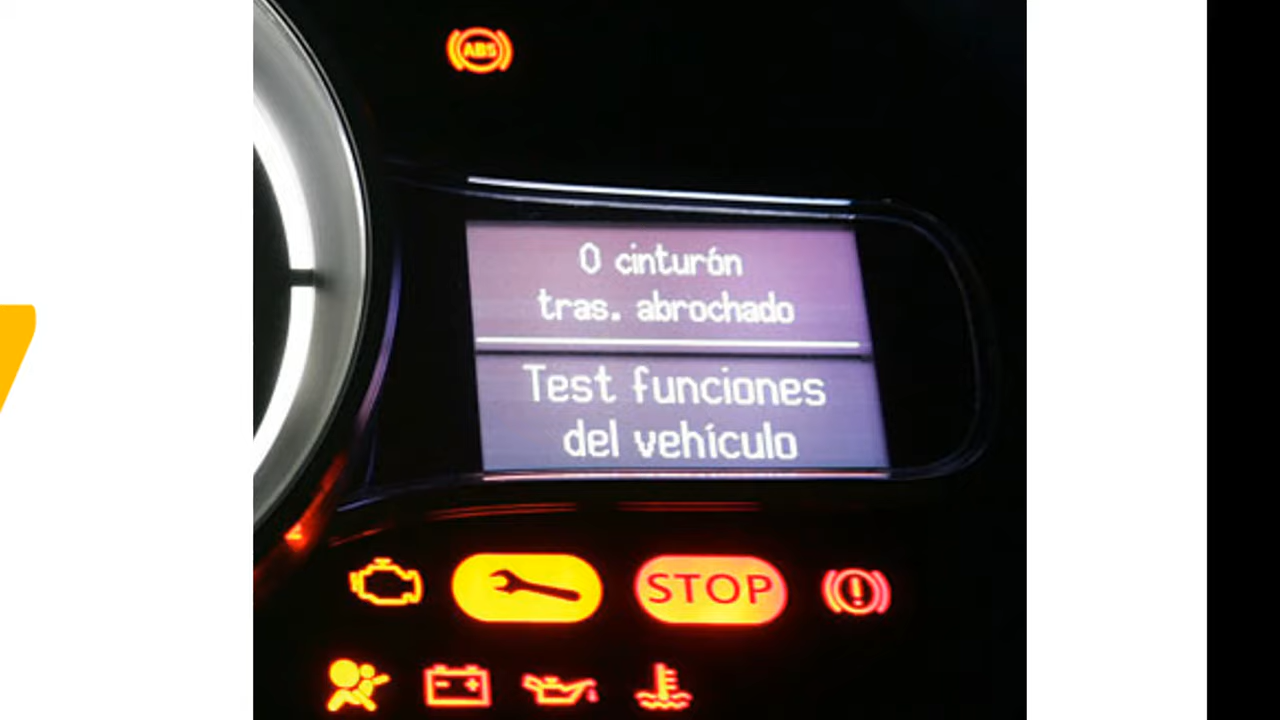 ABS
0 cinturón
tras. abrochado
Test funciones
del vehículo
STOP